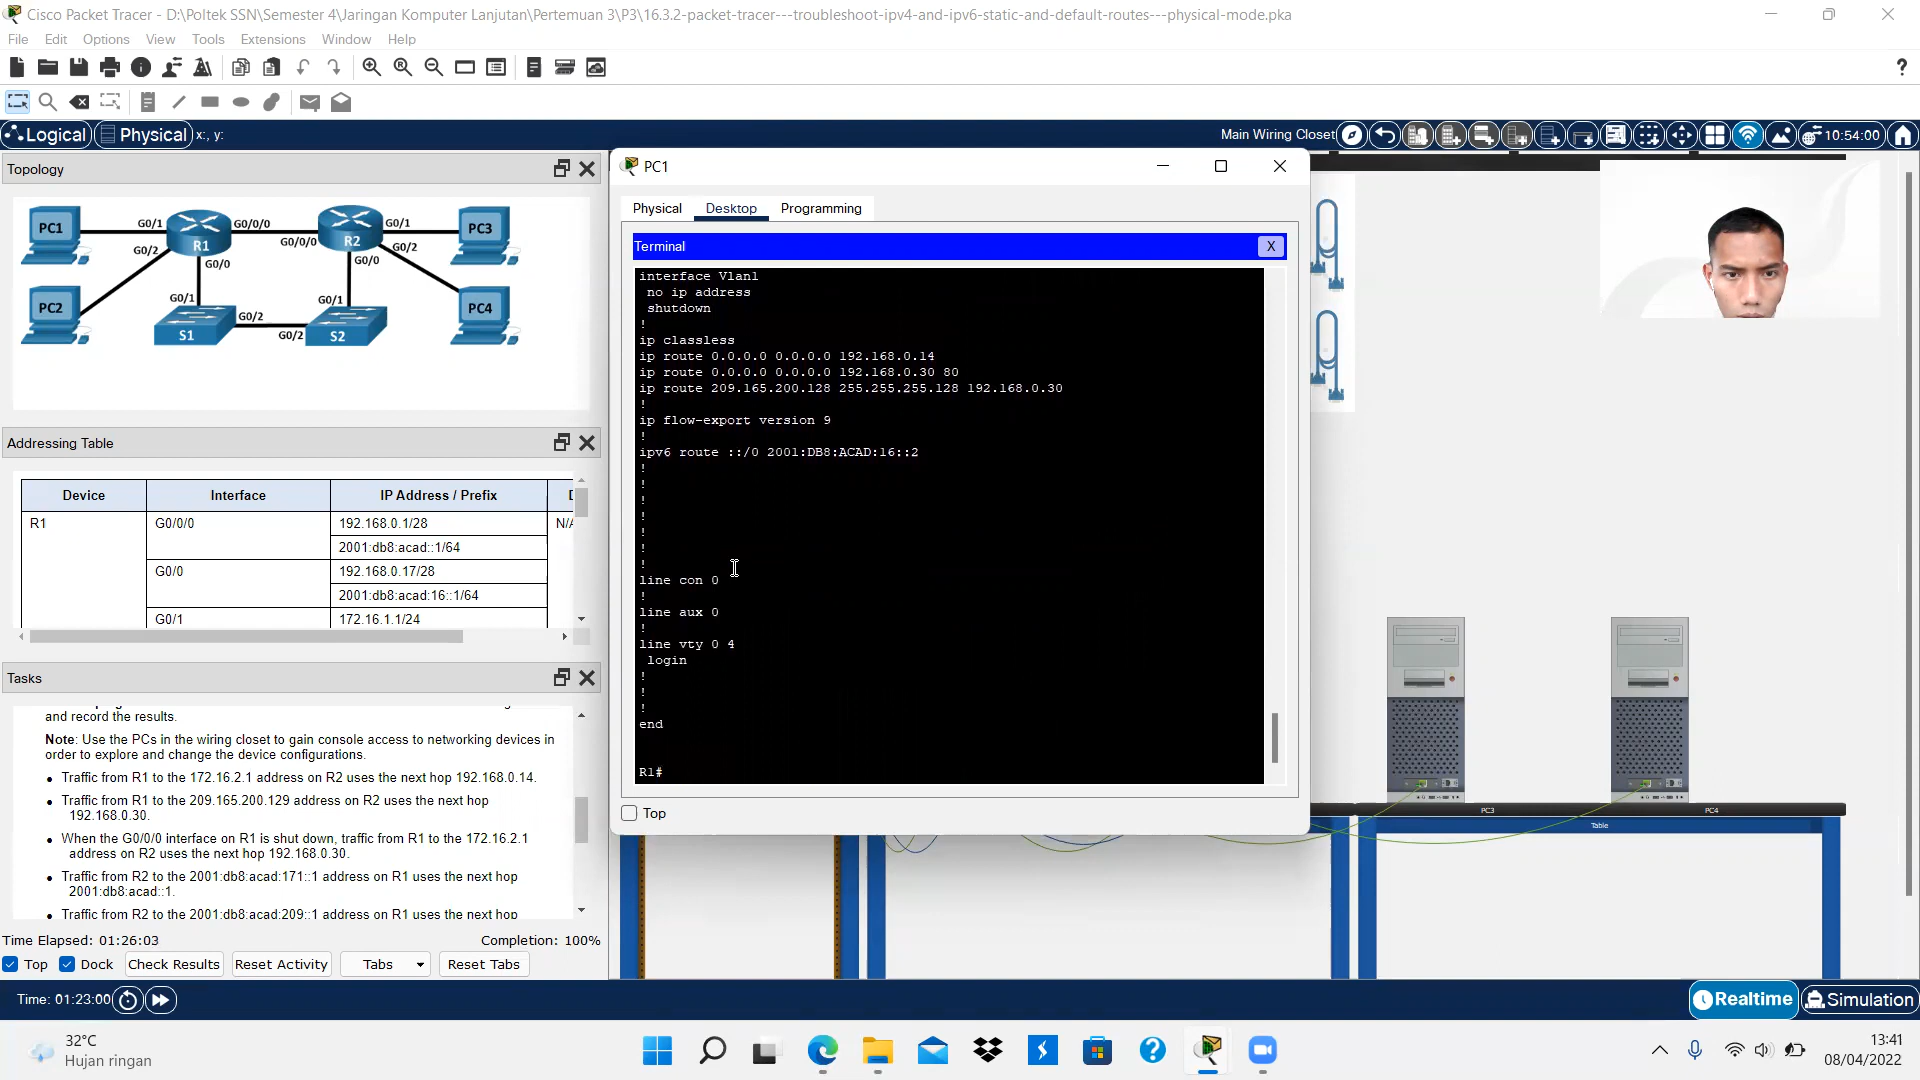 Cisco Packet Tracer - D:\Poltek SSN\Semester 4\Jaringan Komputer Lanjutan\Pertemuan 3\P3\16.3.2-packet-tracer---troubleshoot-ipv4-and-ipv6-static-and-default-routes---physical-mode.pka
File Edit Options View Tools Extensions Window Help
?
Logical Physical x:, y: Main Wiring Closet 10:54:00
Topology
PC1 G0/1 R1 G0/0/0 R2 G0/1 PC3
G0/0/0
G0/2 G0/2
G0/0 G0/0
PC2 G0/1 G0/1 PC4
S1 G0/2 G0/2 S2
Addressing Table
Device Interface IP Address / Prefix
R1 G0/0/0 192.168.0.1/28
2001:db8:acad::1/64
G0/0 192.168.0.17/28
2001:db8:acad:16::1/64
G0/1 172.16.1.1/24
Tasks
and record the results.
Note: Use the PCs in the wiring closet to gain console access to networking devices in
order to explore and change the device configurations.
• Traffic from R1 to the 172.16.2.1 address on R2 uses the next hop 192.168.0.14.
• Traffic from R1 to the 209.165.200.129 address on R2 uses the next hop
192.168.0.30.
• When the G0/0/0 interface on R1 is shut down, traffic from R1 to the 172.16.2.1
address on R2 uses the next hop 192.168.0.30.
• Traffic from R2 to the 2001:db8:acad:171::1 address on R1 uses the next hop
2001:db8:acad::1.
• Traffic from R2 to the 2001:db8:acad:209::1 address on R1 uses the next hop
Time Elapsed: 01:26:03 Completion: 100%
Top Dock Check Results Reset Activity Tabs Reset Tabs
PC1
Physical Desktop Programming
Terminal X
interface Vlan1
no ip address
shutdown
!
ip classless
ip route 0.0.0.0 0.0.0.0 192.168.0.14
ip route 0.0.0.0 0.0.0.0 192.168.0.30 80
ip route 209.165.200.128 255.255.255.128 192.168.0.30
!
ip flow-export version 9
!
ipv6 route ::/0 2001:DB8:ACAD:16::2
!
!
!
!
!
!
!
line con 0
!
line aux 0
!
line vty 0 4
login
!
!
!
end
R1#
Top
PC3 PC4
Table
Time: 01:23:00 Realtime Simulation
32°C
Hujan ringan
13:41
08/04/2022